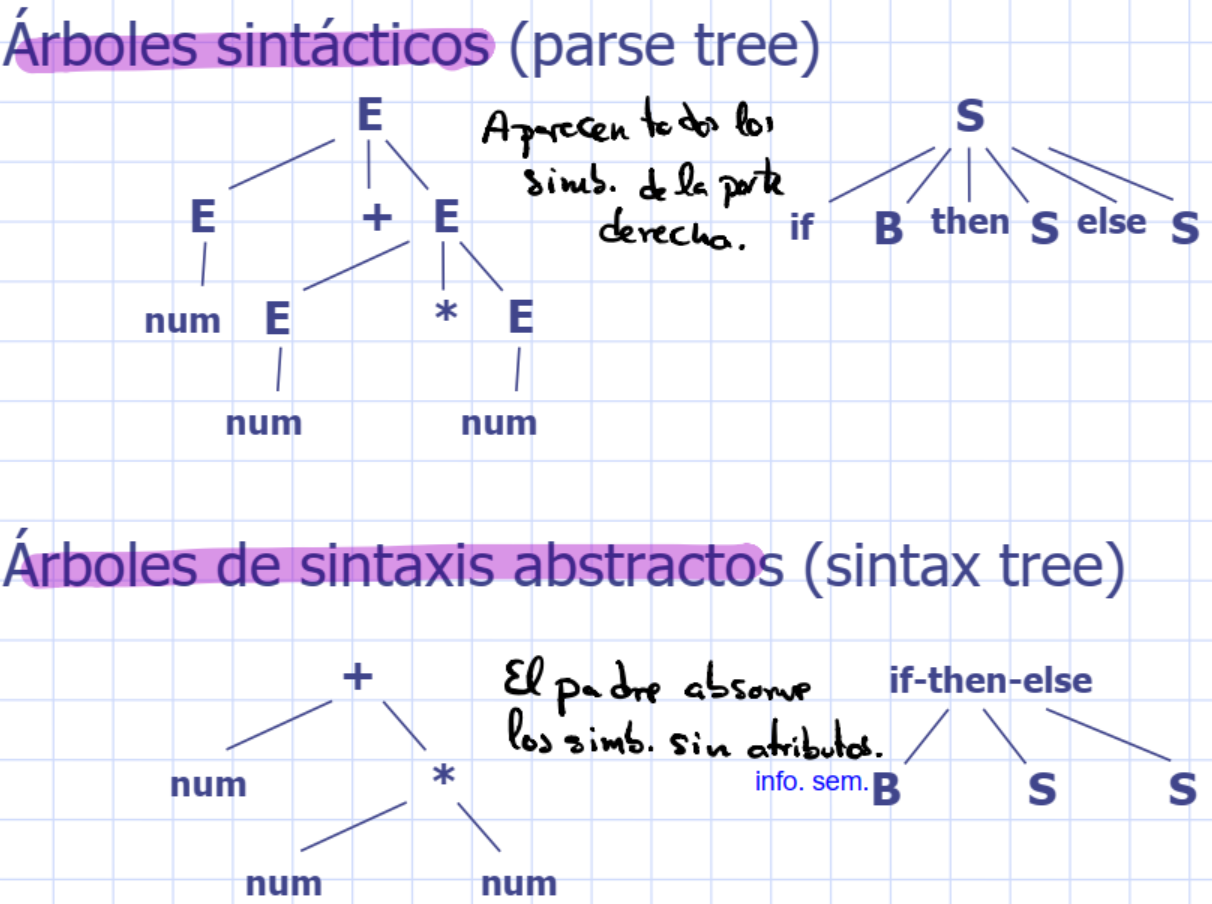 Árboles sintácticos (parse tree)
E
E + E
num E * E
num num
Aparecen todos los
simb. de la parte
derecha.
S
if B then S else S
Árboles de sintaxis abstractos (sintax tree)
+
num *
num num
El padre absorve
los simb. sin atributos.
info. sem.
if-then-else
B S S